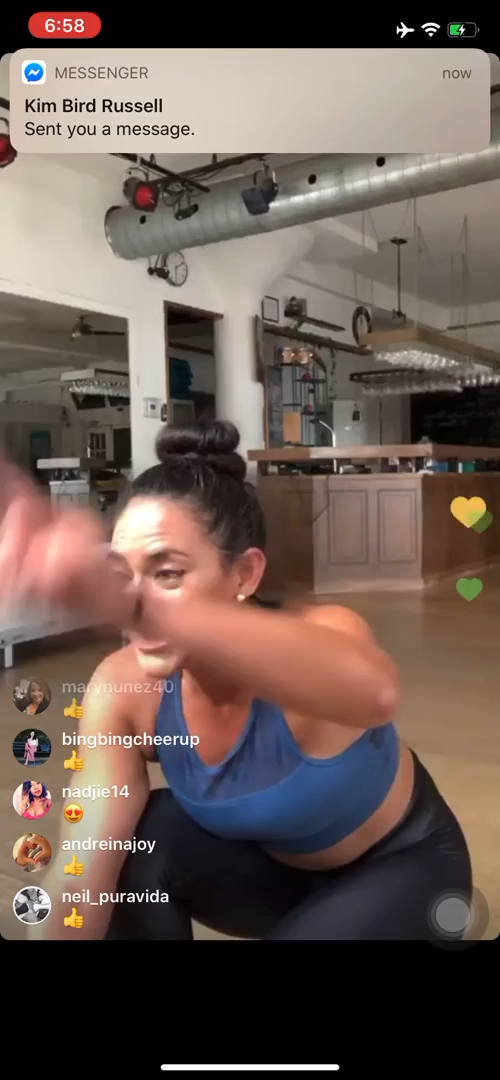 6:58
MESSENGER
now
Kim Bird Russell
Sent you a message.
marynunez40
bingbingcheerup
nadjie14
andreinajoy
neil_puravida